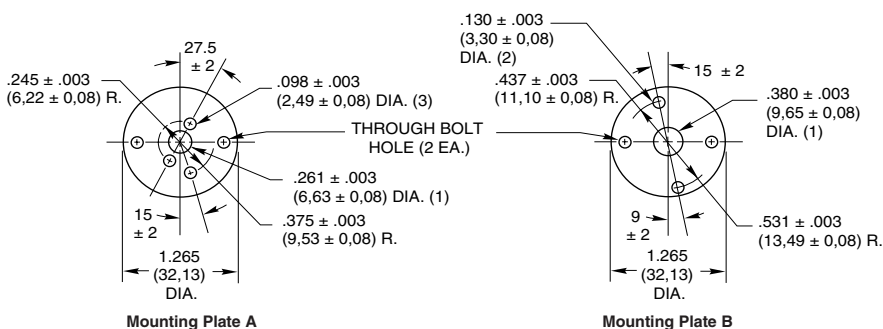 27.5
± 2
.245 ± .003
(6,22 ± 0,08) R.
.098 ± .003
(2,49 ± 0,08) DIA. (3)
THROUGH BOLT
HOLE (2 EA.)
.261 ± .003
(6,63 ± 0,08) DIA. (1)
15
± 2
.375 ± .003
(9,53 ± 0,08) R.
1.265
(32,13)
DIA.
Mounting Plate A
.130 ± .003
(3,30 ± 0,08)
DIA. (2)
15 ± 2
.437 ± .003
(11,10 ± 0,08) R.
.380 ± .003
(9,65 ± 0,08)
DIA. (1)
9
± 2
.531 ± .003
(13,49 ± 0,08) R.
1.265
(32,13)
DIA.
Mounting Plate B